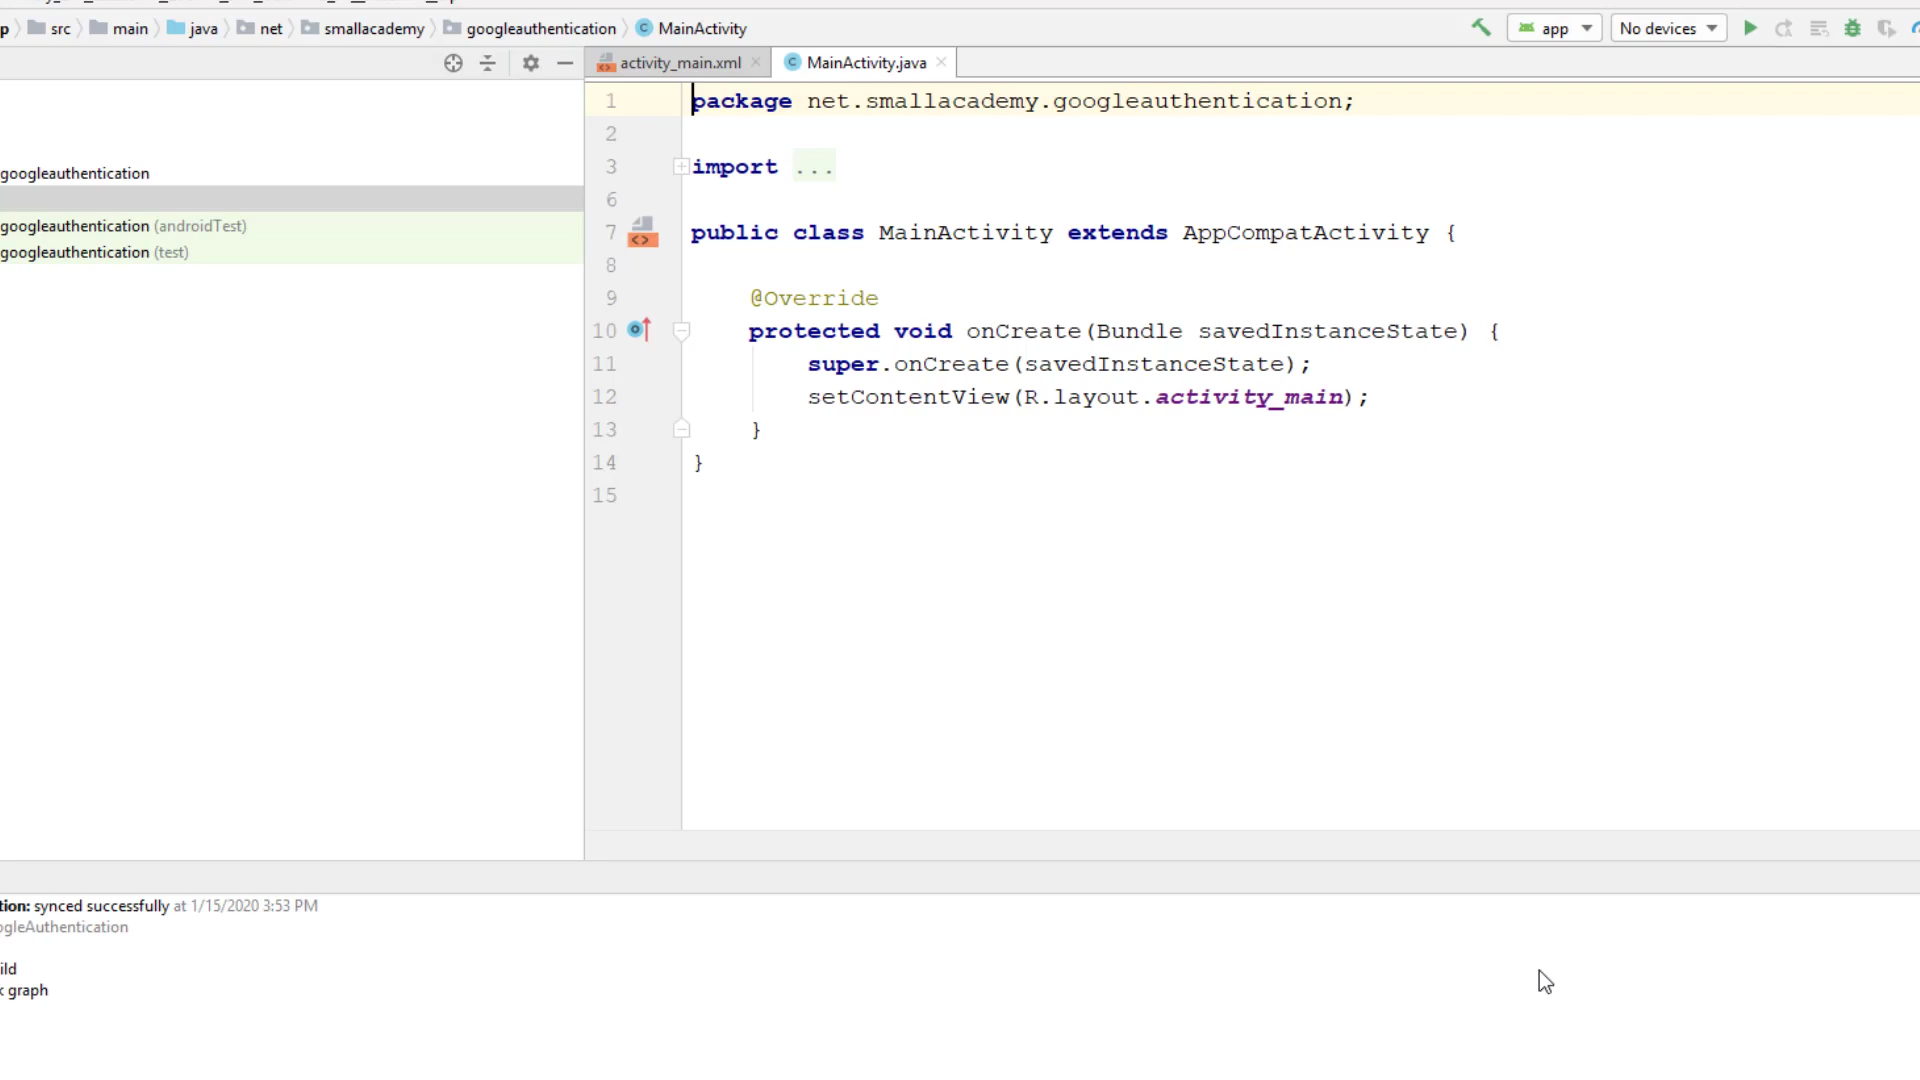 p src main java net smallacademy googleauthentication MainActivity app No devices
activity_main.xml MainActivity.java
googleauthentication
googleauthentication (androidTest)
googleauthentication (test)
1 package net.smallacademy.googleauthentication;
2
3 import ...
6
7 public class MainActivity extends AppCompatActivity {
8
9 @Override
10 protected void onCreate(Bundle savedInstanceState) {
11 super.onCreate(savedInstanceState);
12 setContentView(R.layout.activity_main);
13 }
14 }
15
tion: synced successfully at 1/15/2020 3:53 PM
ogleAuthentication
ild
k graph